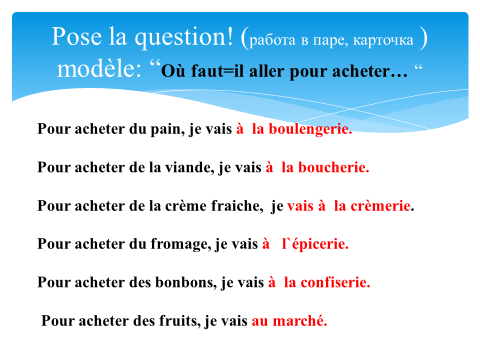 Pose la question! (работа в паре, карточка )
modèle: “Où faut=il aller pour acheter… “
Pour acheter du pain, je vais à la boulengerie.
Pour acheter de la viande, je vais à la boucherie.
Pour acheter de la crème fraiche, je vais à la crèmerie.
Pour acheter du fromage, je vais à l`épicerie.
Pour acheter des bonbons, je vais à la confiserie.
Pour acheter des fruits, je vais au marché.